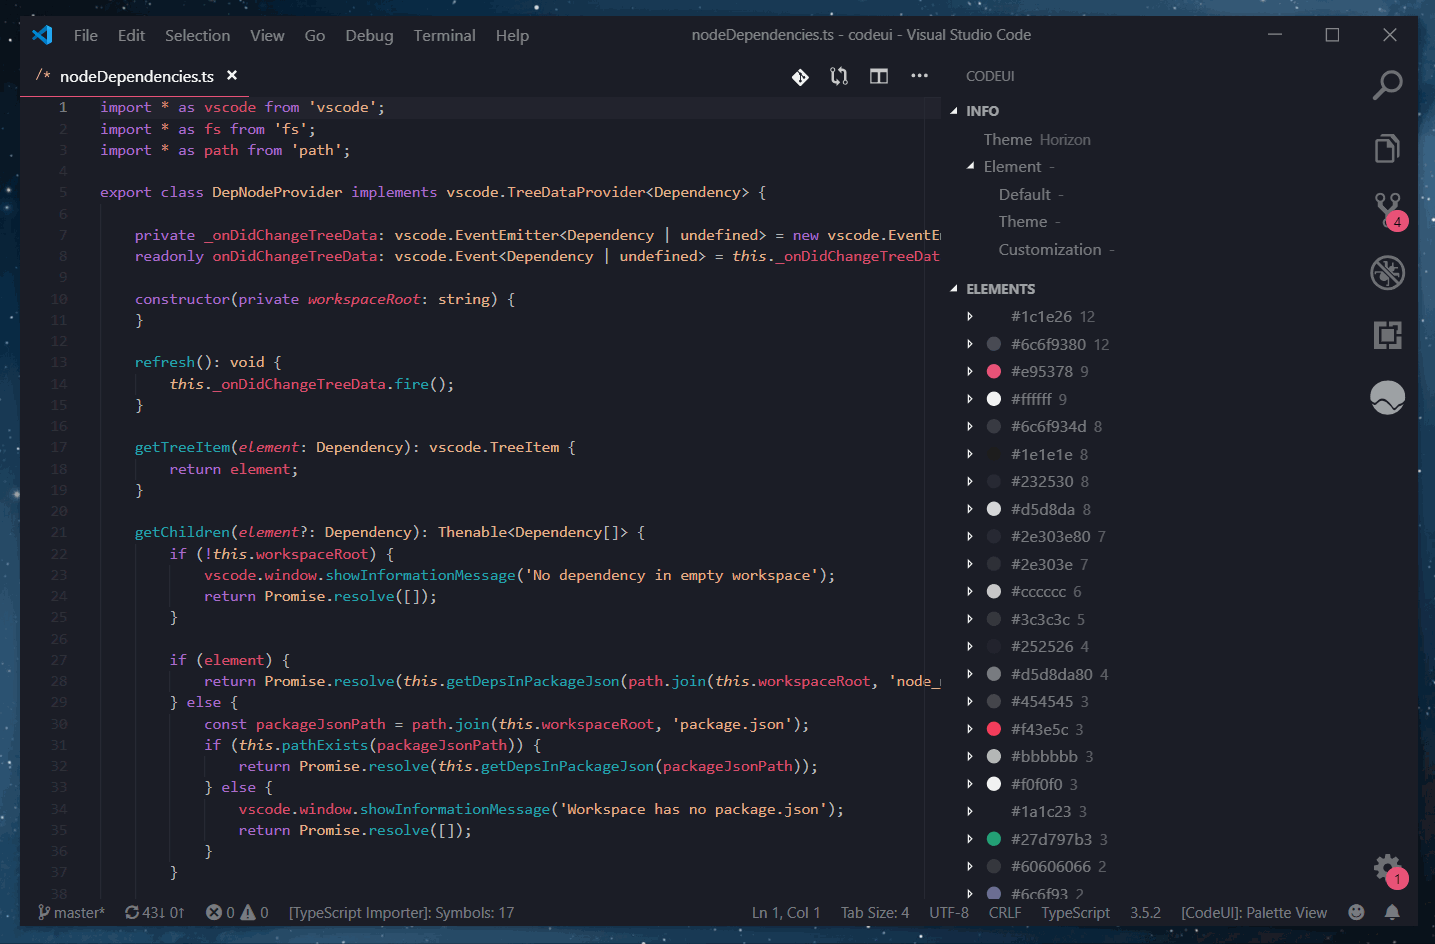 File Edit Selection View Go Debug Terminal Help
nodeDependencies.ts - codeui - Visual Studio Code
/* nodeDependencies.ts ×
1 import * as vscode from 'vscode';
2 import * as fs from 'fs';
3 import * as path from 'path';
4
5 export class DepNodeProvider implements vscode.TreeDataProvider<Dependency> {
6
7 private _onDidChangeTreeData: vscode.EventEmitter<Dependency | undefined> = new vscode.EventEm
8 readonly onDidChangeTreeData: vscode.Event<Dependency | undefined> = this._onDidChangeTreeDat
9
10 constructor(private workspaceRoot: string) {
11 }
12
13 refresh(): void {
14 this._onDidChangeTreeData.fire();
15 }
16
17 getTreeItem(element: Dependency): vscode.TreeItem {
18 return element;
19 }
20
21 getChildren(element?: Dependency): Thenable<Dependency[]> {
22 if (!this.workspaceRoot) {
23 vscode.window.showInformationMessage('No dependency in empty workspace');
24 return Promise.resolve([]);
25 }
26
27 if (element) {
28 return Promise.resolve(this.getDepsInPackageJson(path.join(this.workspaceRoot, 'node_
29 } else {
30 const packageJsonPath = path.join(this.workspaceRoot, 'package.json');
31 if (this.pathExists(packageJsonPath)) {
32 return Promise.resolve(this.getDepsInPackageJson(packageJsonPath));
33 } else {
34 vscode.window.showInformationMessage('Workspace has no package.json');
35 return Promise.resolve([]);
36 }
37 }
38
CODEUI
INFO
Theme Horizon
Element -
Default -
Theme -
Customization -
ELEMENTS
#1c1e26 12
#6c6f9380 12
#e95378 9
#ffffff 9
#6c6f934d 8
#1e1e1e 8
#232530 8
#d5d8da 8
#2e303e80 7
#2e303e 7
#cccccc 6
#3c3c3c 5
#252526 4
#d5d8da80 4
#454545 3
#f43e5c 3
#bbbbbb 3
#f0f0f0 3
#1a1c23 3
#27d797b3 3
#60606066 2
#6c6f93 2
4
1
master* 43↓ 0↑ 0 0 [TypeScript Importer]: Symbols: 17
Ln 1, Col 1 Tab Size: 4 UTF-8 CRLF TypeScript 3.5.2 [CodeUI]: Palette View